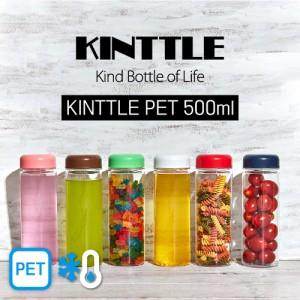 KINTTLE
Kind Bottle of Life
KINTTLE PET 500ml
PET